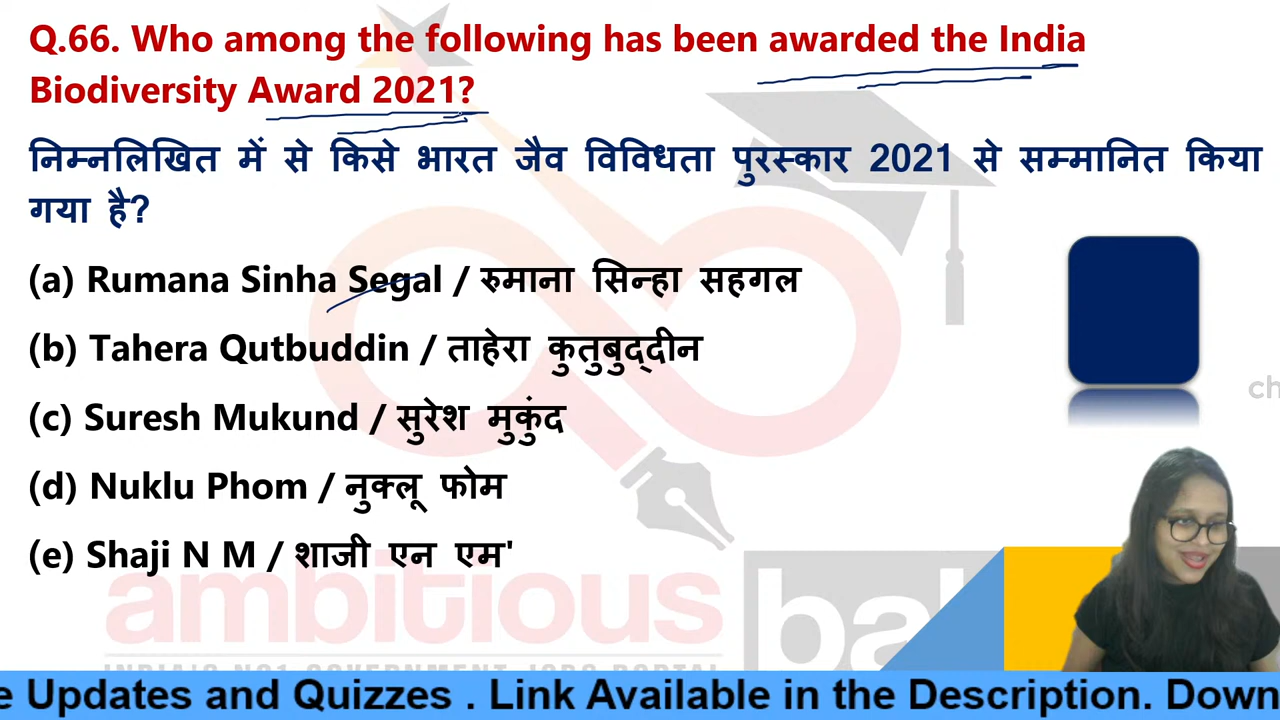 Q.66. Who among the following has been awarded the India
Biodiversity Award 2021?
निम्नलिखित में से किसे भारत जैव विविधता पुरस्कार 2021 से सम्मानित किया
गया है?
(a) Rumana Sinha Segal / रुमाना सिन्हा सहगल
(b) Tahera Qutbuddin / ताहेरा कुतुबुद्दीन
(c) Suresh Mukund / सुरेश मुकुंद
(d) Nuklu Phom / नुक्लू फोम
(e) Shaji N M / शाजी एन एम'
ch
ambitious
ba
e Updates and Quizzes . Link Available in the Description. Down